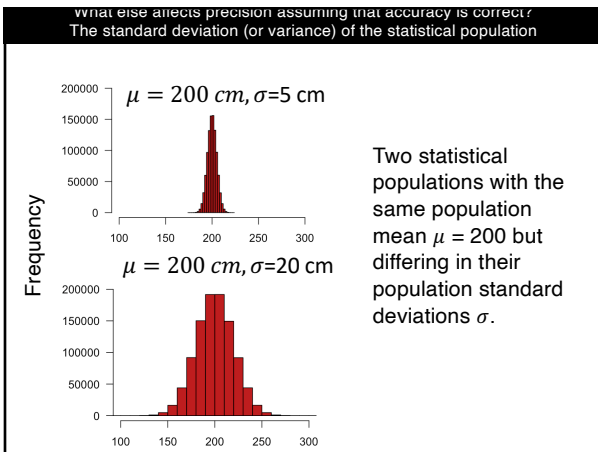 What else affects precision assuming that accuracy is correct?
The standard deviation (or variance) of the statistical population
μ = 200 cm, σ=5 cm
200000
150000
100000
50000
0
100 150 200 250 300
Frequency
μ = 200 cm, σ=20 cm
200000
150000
100000
50000
0
100 150 200 250 300
Two statistical
populations with the
same population
mean μ = 200 but
differing in their
population standard
deviations σ.